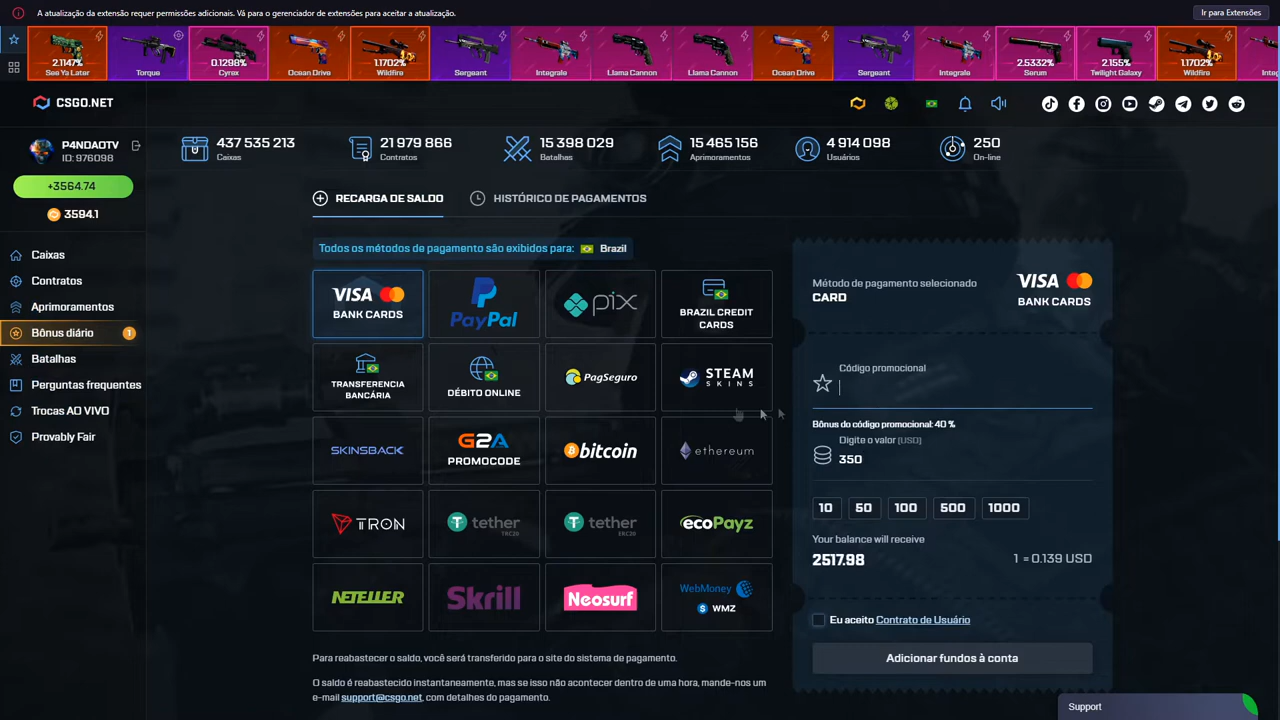 A atualização da extensão requer permissões adicionais. Vá para o gerenciador de extensões para aceitar a atualização.
Ir para Extensões
2.1147%
0.1298%
1.1702%
2.5332%
2.155%
1.1702%
See Ya Later
Torque
Cyrex
Ocean Drive
Wildfire
Sergeant
Integrale
Llama Cannon
Llama Cannon
Ocean Drive
Sergeant
Integrale
Serum
Twilight Galaxy
Wildfire
CSGO.NET
P4NDAOTV
ID: 976098
+3564.74
3594.1
437 535 213
Caixas
21 979 866
Contratos
15 398 029
Batalhas
15 465 156
Aprimoramentos
4 914 098
Usuários
250
On-line
Caixas
Contratos
Aprimoramentos
Bônus diário
1
Batalhas
Perguntas frequentes
Trocas AO VIVO
Provably Fair
RECARGA DE SALDO
HISTÓRICO DE PAGAMENTOS
Todos os métodos de pagamento são exibidos para:
Brazil
VISA
BANK CARDS
PayPal
pix
BRAZIL CREDIT
CARDS
TRANSFERENCIA
BANCÁRIA
DÉBITO ONLINE
PagSeguro
STEAM
SKINS
SKINSBACK
G2A
PROMOCODE
bitcoin
ethereum
TRON
tether
TRC20
tether
ERC20
ecoPayz
NETELLER
Skrill
Neosurf
WebMoney
WMZ
Para reabastecer o saldo, você será transferido para o site do sistema de pagamento.
O saldo é reabastecido instantaneamente, mas se isso não acontecer dentro de uma hora, mande-nos um
e-mail support@csgo.net, com detalhes do pagamento.
Método de pagamento selecionado
CARD
VISA
BANK CARDS
Código promocional
Bônus do código promocional: 40 %
Digite o valor (USD)
350
10
50
100
500
1000
Your balance will receive
2517.98
1 = 0.139 USD
Eu aceito Contrato de Usuário
Adicionar fundos à conta
Support